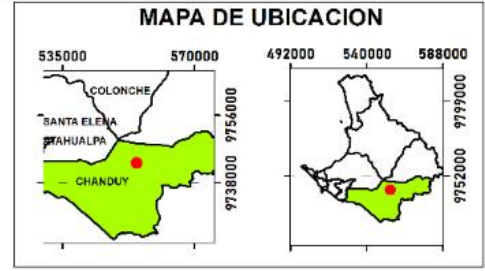 MAPA DE UBICACION
535000 570000
COLONCHE
SANTA ELENA
ATAHUALPA
CHANDUY
9756000
9738000
492000 540000 588000
9799000
9752000